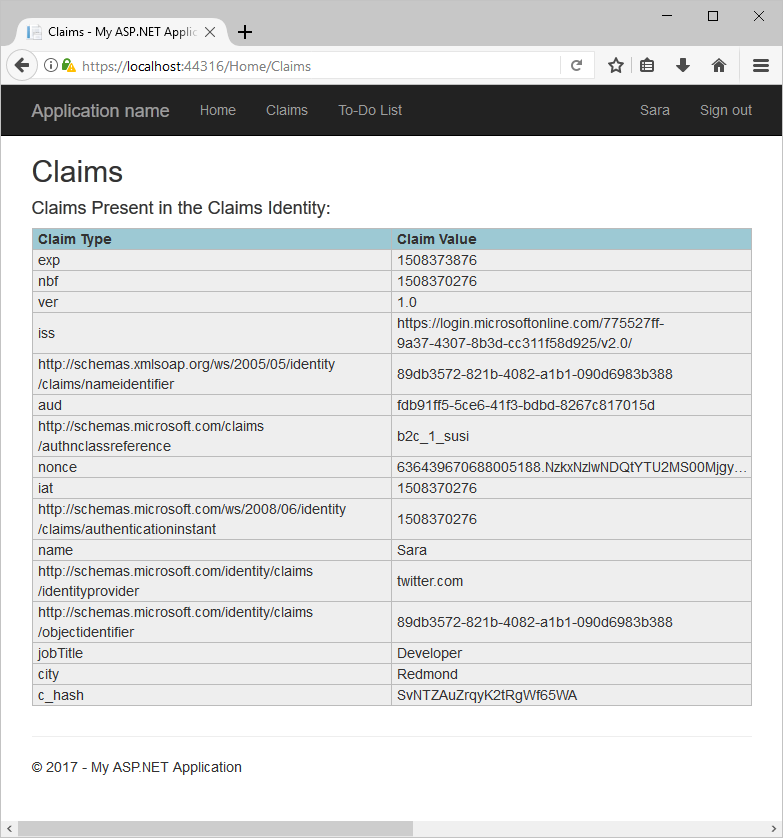 Claims - My ASP.NET Applic
https://localhost:44316/Home/Claims
Application name Home Claims To-Do List Sara Sign out
Claims
Claims Present in the Claims Identity:
Claim Type Claim Value
exp 1508373876
nbf 1508370276
ver 1.0
iss https://login.microsoftonline.com/775527ff-
9a37-4307-8b3d-cc311f58d925/v2.0/
http://schemas.xmlsoap.org/ws/2005/05/identity
/claims/nameidentifier 89db3572-821b-4082-a1b1-090d6983b388
aud fdb91ff5-5ce6-41f3-bdbd-8267c817015d
http://schemas.microsoft.com/claims
/authnclassreference b2c_1_susi
nonce 636439670688005188.NzkxNzIwNDQtYTU2MS00Mjgy...
iat 1508370276
http://schemas.microsoft.com/ws/2008/06/identity
/claims/authenticationinstant 1508370276
name Sara
http://schemas.microsoft.com/identity/claims
/identityprovider twitter.com
http://schemas.microsoft.com/identity/claims
/objectidentifier 89db3572-821b-4082-a1b1-090d6983b388
jobTitle Developer
city Redmond
c_hash SvNTZAuZrqyK2tRgWf65WA
© 2017 - My ASP.NET Application